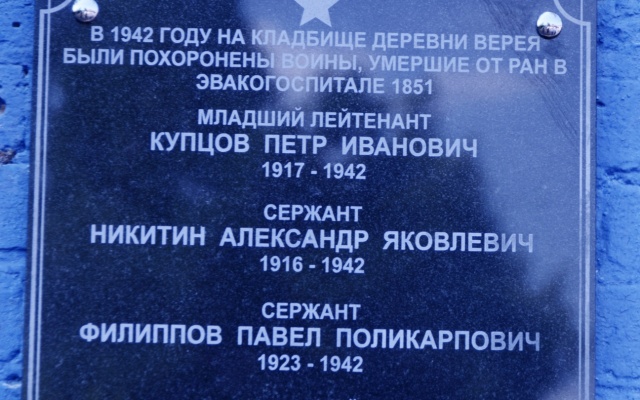 В 1942 ГОДУ НА КЛАДБИЩЕ ДЕРЕВНИ ВЕРЕЯ
БЫЛИ ПОХОРОНЕНЫ ВОИНЫ, УМЕРШИЕ ОТ РАН В
ЭВАКОГОСПИТАЛЕ 1851
МЛАДШИЙ ЛЕЙТЕНАНТ
КУПЦОВ ПЕТР ИВАНОВИЧ
1917 - 1942
СЕРЖАНТ
НИКИТИН АЛЕКСАНДР ЯКОВЛЕВИЧ
1916 - 1942
СЕРЖАНТ
ФИЛИППОВ ПАВЕЛ ПОЛИКАРПОВИЧ
1923 - 1942